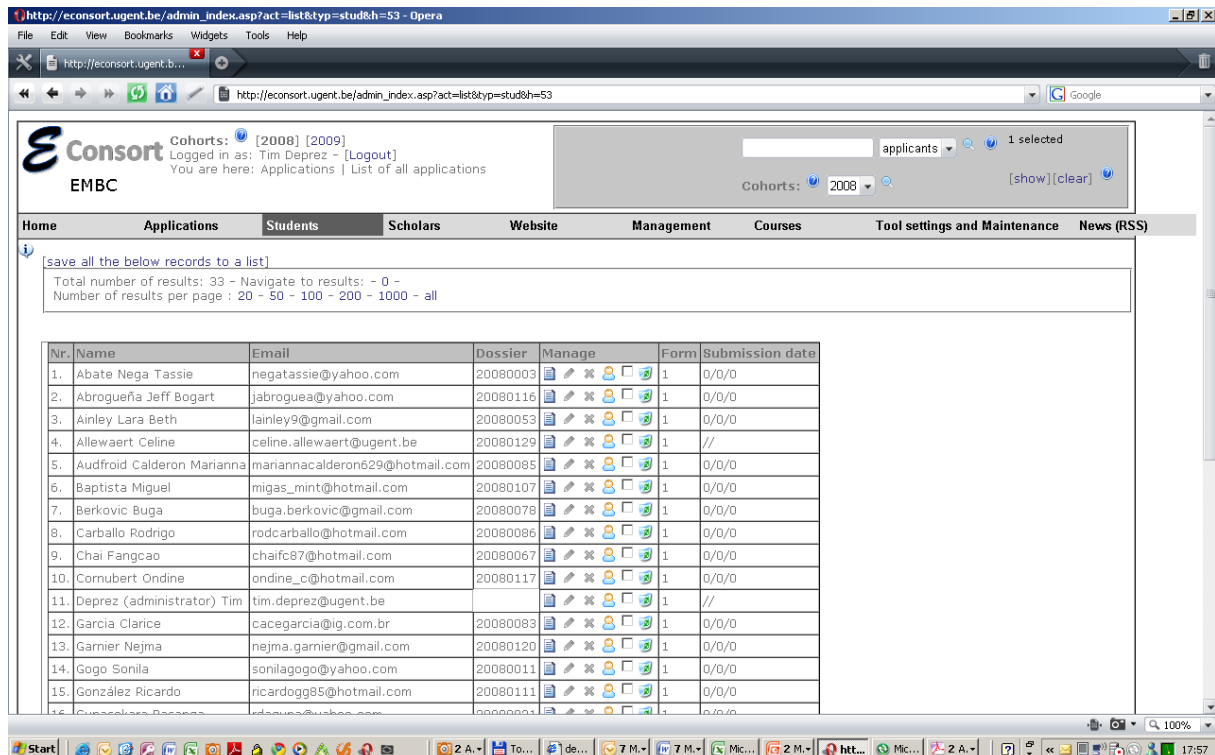 http://econsort.ugent.be/admin_index.asp?act=list&typ=stud&h=53 - Opera
File Edit View Bookmarks Widgets Tools Help
http://econsort.ugent.b...
http://econsort.ugent.be/admin_index.asp?act=list&typ=stud&h=53 Google
EConsort
EMBC
Cohorts: [2008] [2009]
Logged in as: Tim Deprez - [Logout]
You are here: Applications | List of all applications
applicants 1 selected
Cohorts: 2008 [show][clear]
Home Applications Students Scholars Website Management Courses Tool settings and Maintenance News (RSS)
[save all the below records to a list]
Total number of results: 33 - Navigate to results: - 0 -
Number of results per page : 20 - 50 - 100 - 200 - 1000 - all
Nr. Name Email Dossier Manage Form Submission date
1. Abate Nega Tassie negatassie@yahoo.com 20080003 1 0/0/0
2. Abrogueña Jeff Bogart jabroguea@yahoo.com 20080116 1 0/0/0
3. Ainley Lara Beth lainley9@gmail.com 20080053 1 0/0/0
4. Allewaert Celine celine.allewaert@ugent.be 20080129 1 //
5. Audfroid Calderon Marianna mariannacalderon629@hotmail.com 20080085 1 0/0/0
6. Baptista Miguel migas_mint@hotmail.com 20080107 1 0/0/0
7. Berkovic Buga buga.berkovic@gmail.com 20080078 1 0/0/0
8. Carballo Rodrigo rodcarballo@hotmail.com 20080086 1 0/0/0
9. Chai Fangcao chaifc87@hotmail.com 20080067 1 0/0/0
10. Cornubert Ondine ondine_c@hotmail.com 20080117 1 0/0/0
11. Deprez (administrator) Tim tim.deprez@ugent.be 1 //
12. Garcia Clarice cacegarcia@ig.com.br 20080083 1 0/0/0
13. Garnier Nejma nejma.garnier@gmail.com 20080120 1 0/0/0
14. Gogo Sonila sonilagogo@yahoo.com 20080011 1 0/0/0
15. González Ricardo ricardogg85@hotmail.com 20080111 1 0/0/0
100%
Start 2 A.. To... de... 7 M.. 7 M.. Mic... 2 M.. htt... Mic... 2 A.. 17:57